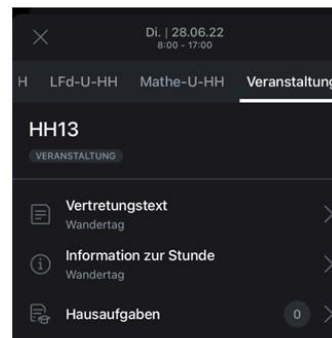 Di. | 28.06.22
8:00 - 17:00
H LFd-U-HH Mathe-U-HH Veranstaltung
HH13
VERANSTALTUNG
Vertretungstext
Wandertag
Information zur Stunde
Wandertag
Hausaufgaben 0